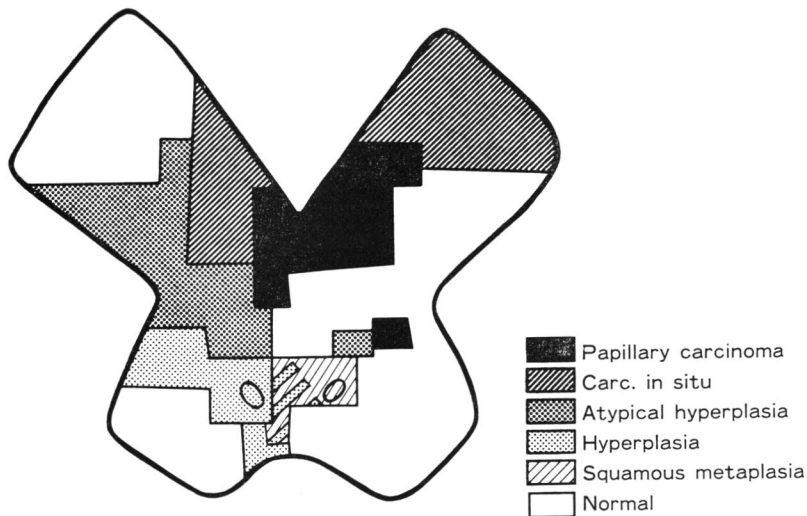 Papillary carcinoma
Carc. in situ
Atypical hyperplasia
Hyperplasia
Squamous metaplasia
Normal